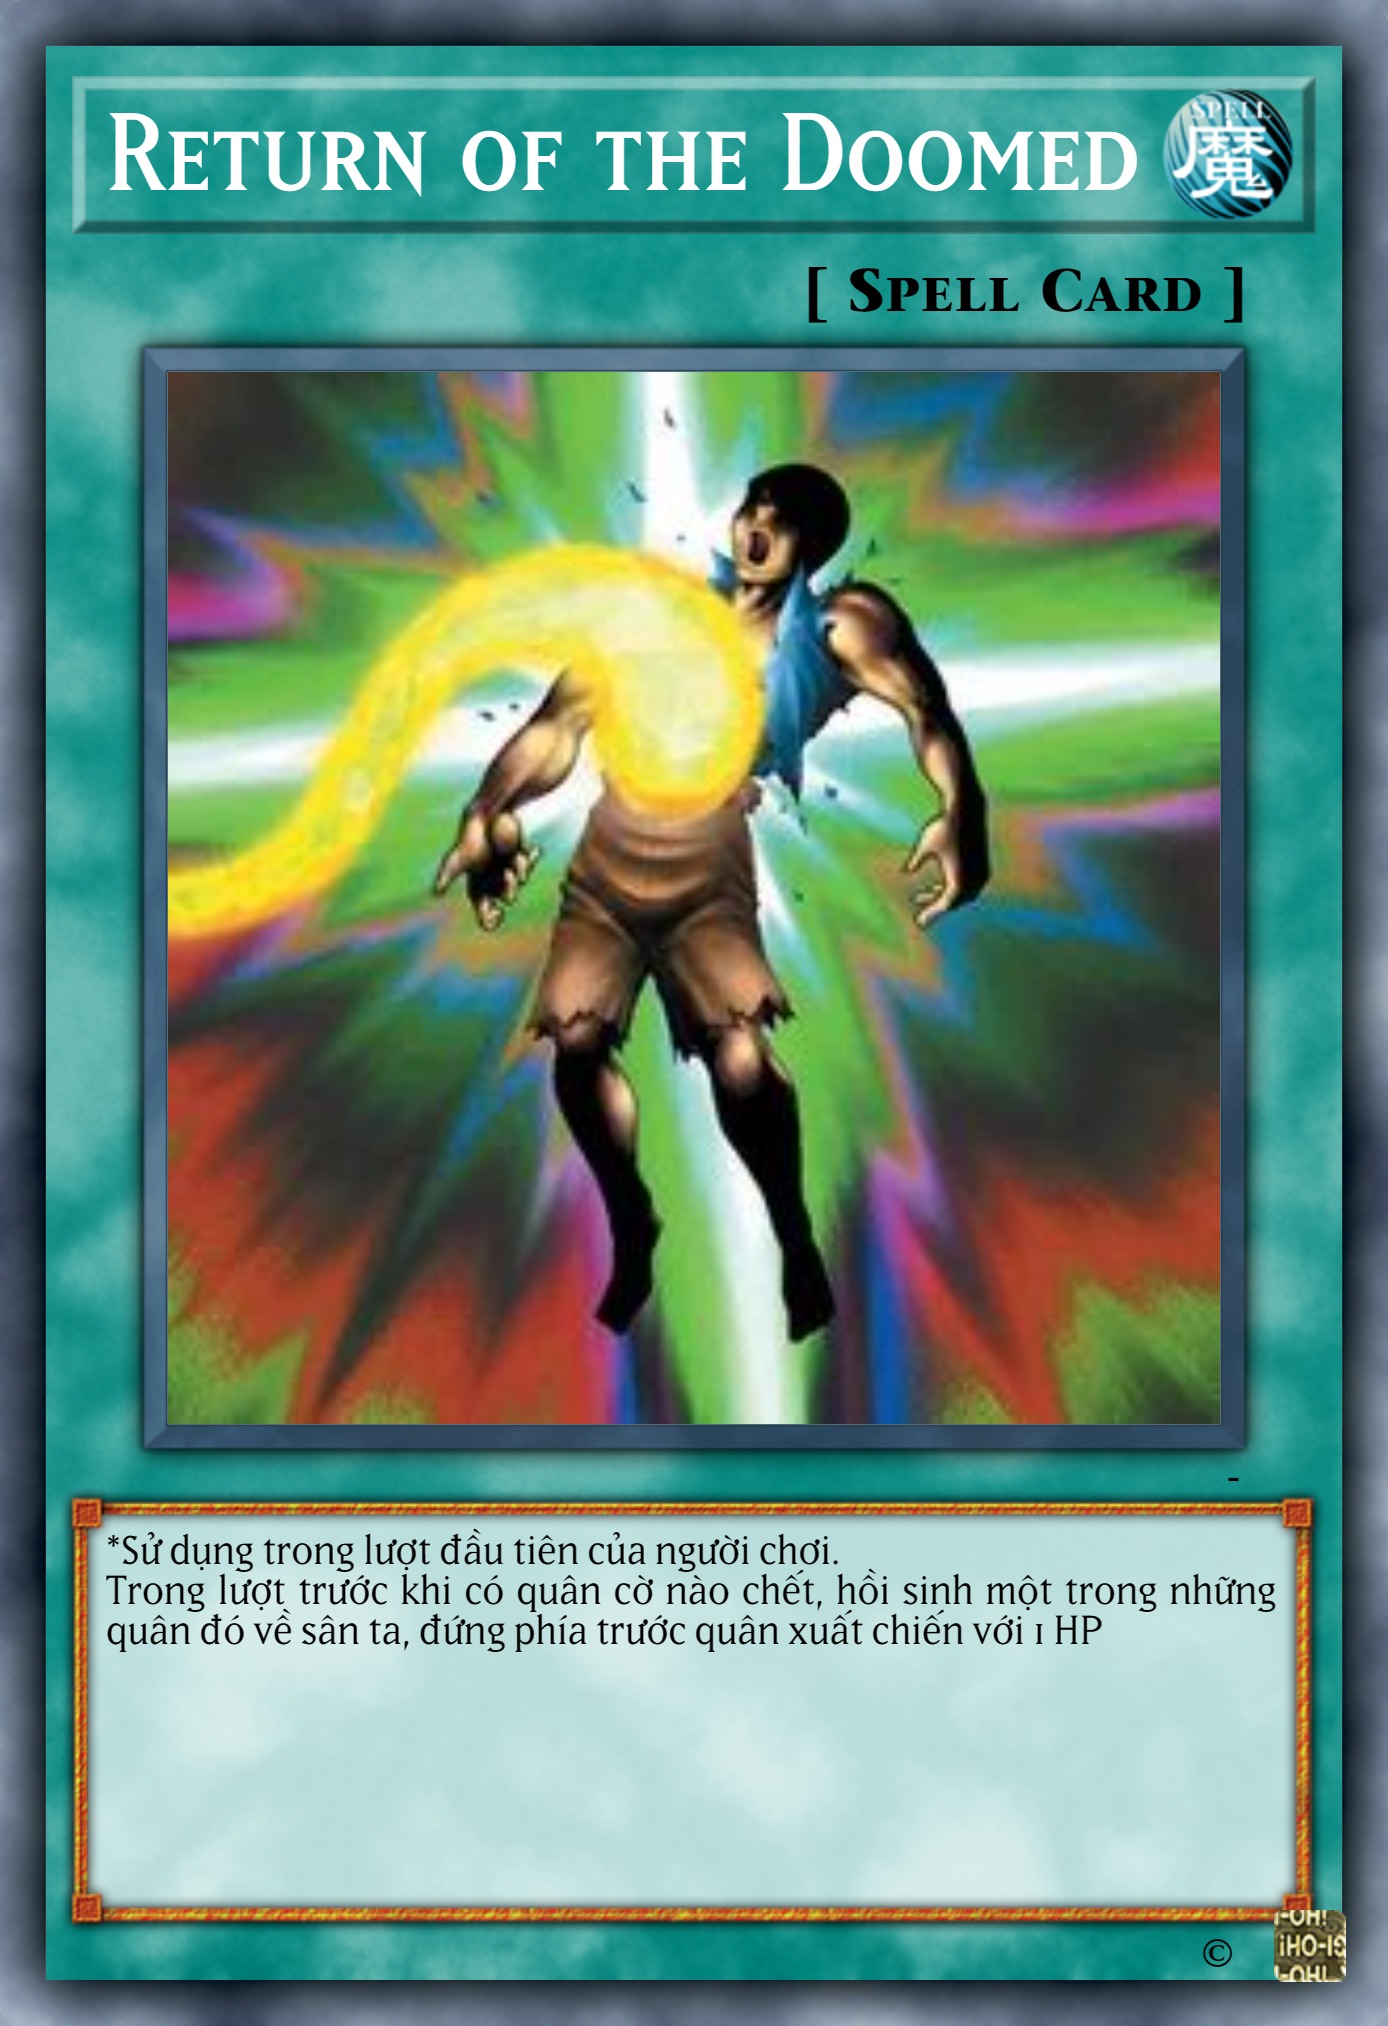 RETURN OF THE DOOMED
SPELL
魔
[ SPELL CARD ]
-
*Sử dụng trong lượt đầu tiên của người chơi.
Trong lượt trước khi có quân cờ nào chết, hồi sinh một trong những
quân đó về sân ta, đứng phía trước quân xuất chiến với 1 HP
©
-OH!